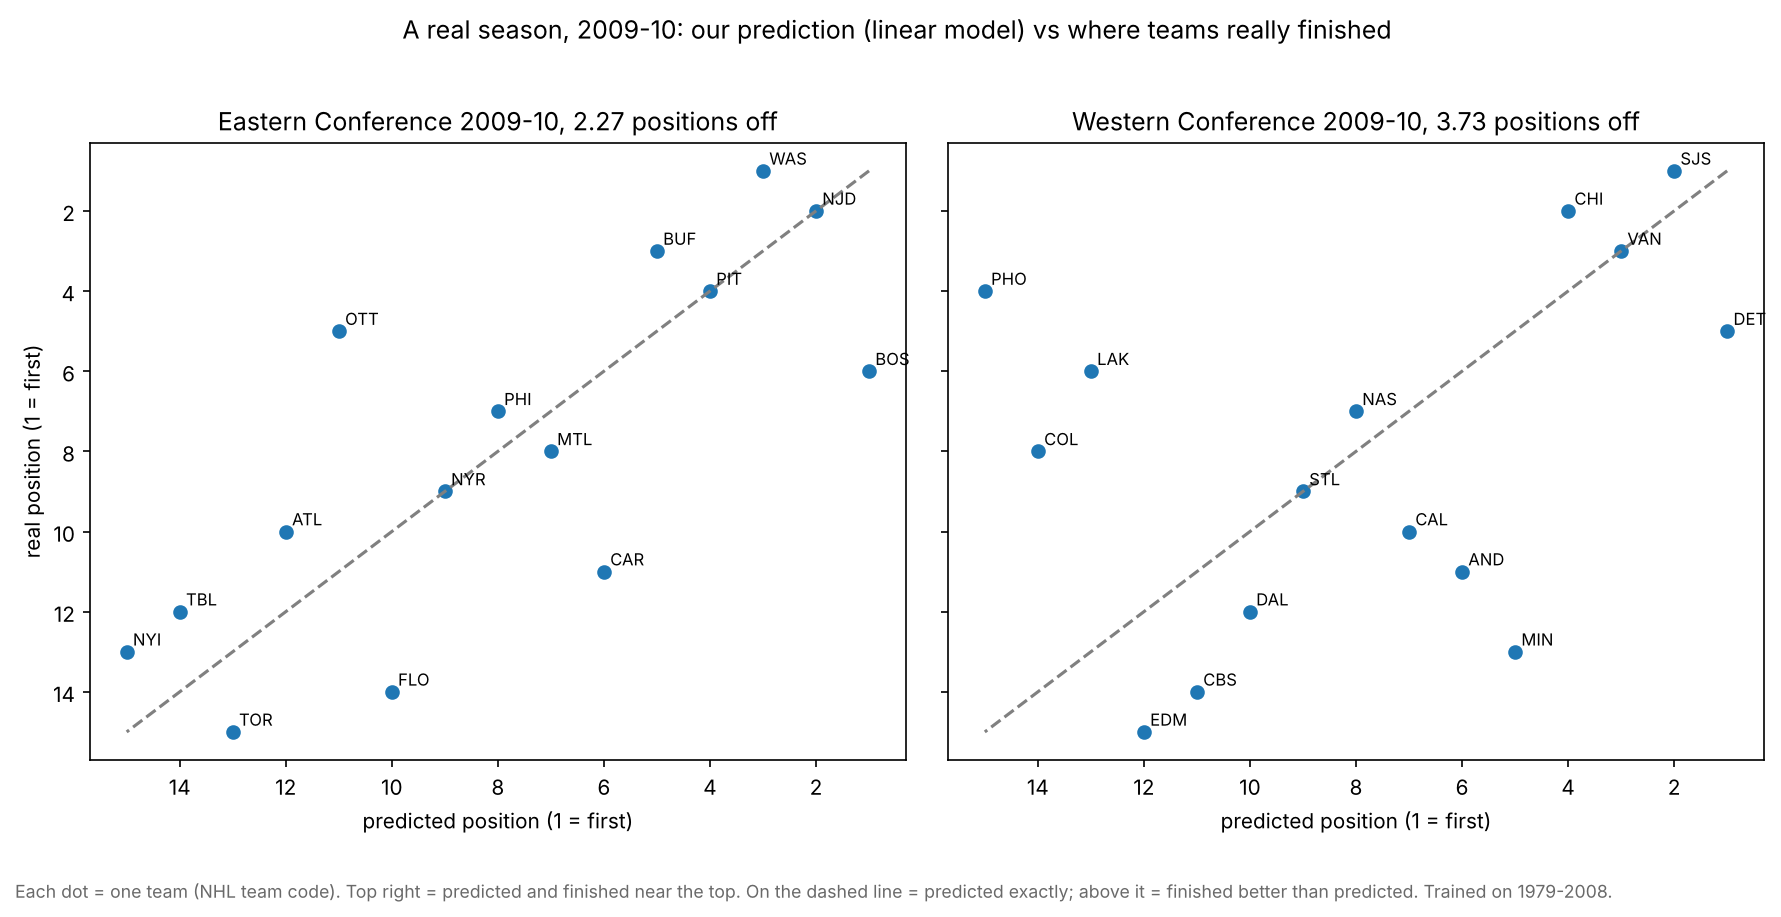 A real season, 2009-10: our prediction (linear model) vs where teams really finished
Eastern Conference 2009-10, 2.27 positions off
WAS
NJD
BUF
PIT
OTT
BOS
PHI
MTL
NYR
ATL
CAR
TBL
NYI
FLO
TOR
2
4
6
8
10
12
14
real position (1 = first)
14
12
10
8
6
4
2
predicted position (1 = first)
Western Conference 2009-10, 3.73 positions off
SJS
CHI
VAN
PHO
DET
LAK
NAS
COL
STL
CAL
AND
DAL
MIN
CBS
EDM
14
12
10
8
6
4
2
predicted position (1 = first)
Each dot = one team (NHL team code). Top right = predicted and finished near the top. On the dashed line = predicted exactly; above it = finished better than predicted. Trained on 1979-2008.